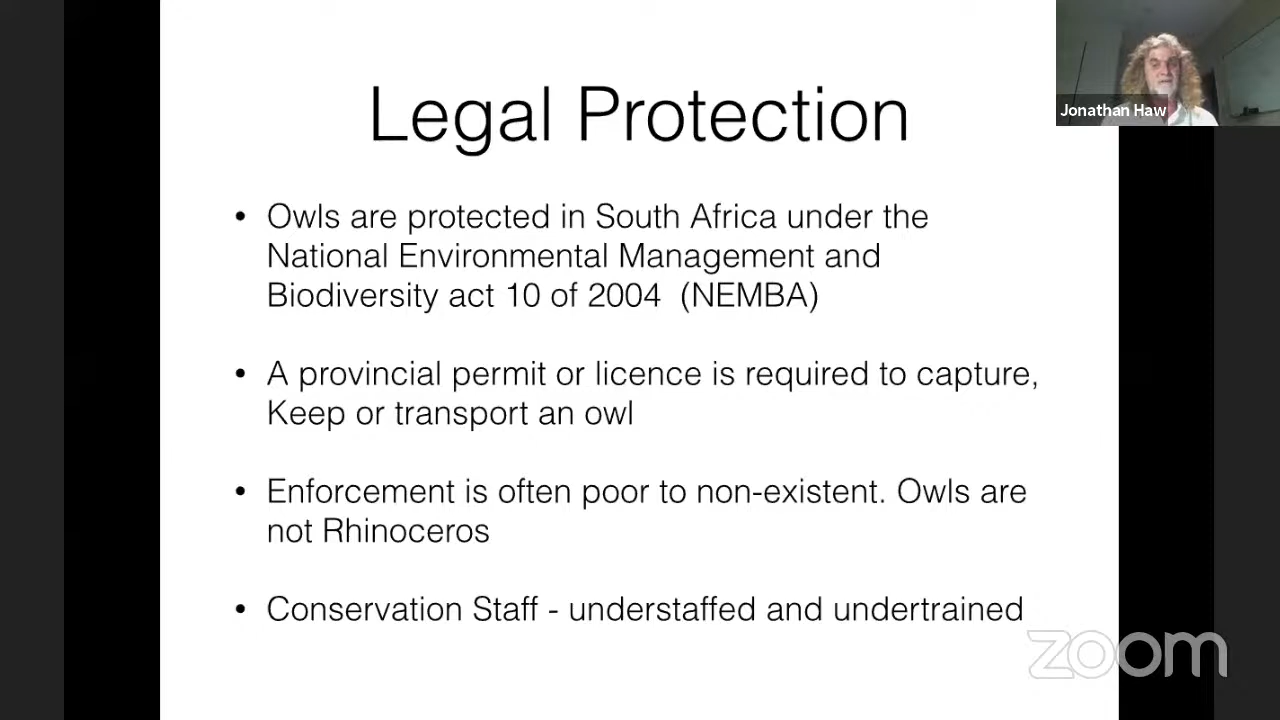 Legal Protection
Jonathan Haw
• Owls are protected in South Africa under the
National Environmental Management and
Biodiversity act 10 of 2004  (NEMBA)
• A provincial permit or licence is required to capture,
Keep or transport an owl
• Enforcement is often poor to non-existent. Owls are
not Rhinoceros
• Conservation Staff - understaffed and undertrained
zoom